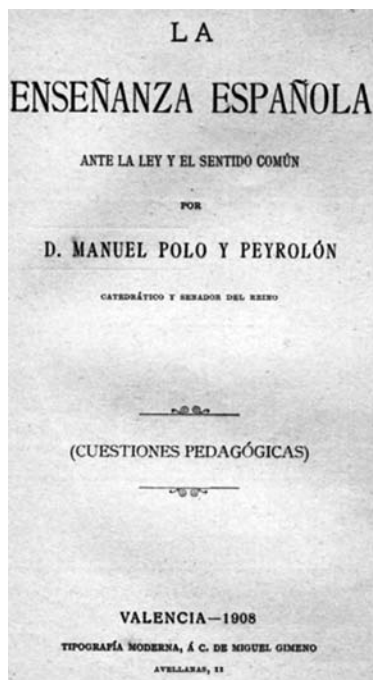 LA
ENSEÑANZA ESPAÑOLA
ANTE LA LEY Y EL SENTIDO COMÚN
POR
D. MANUEL POLO Y PEYROLÓN
CATEDRÁTICO Y SENADOR DEL REINO
(CUESTIONES PEDAGÓGICAS)
VALENCIA—1908
TIPOGRAFÍA MODERNA, Á C. DE MIGUEL GIMENO
AVELLANAS, 11